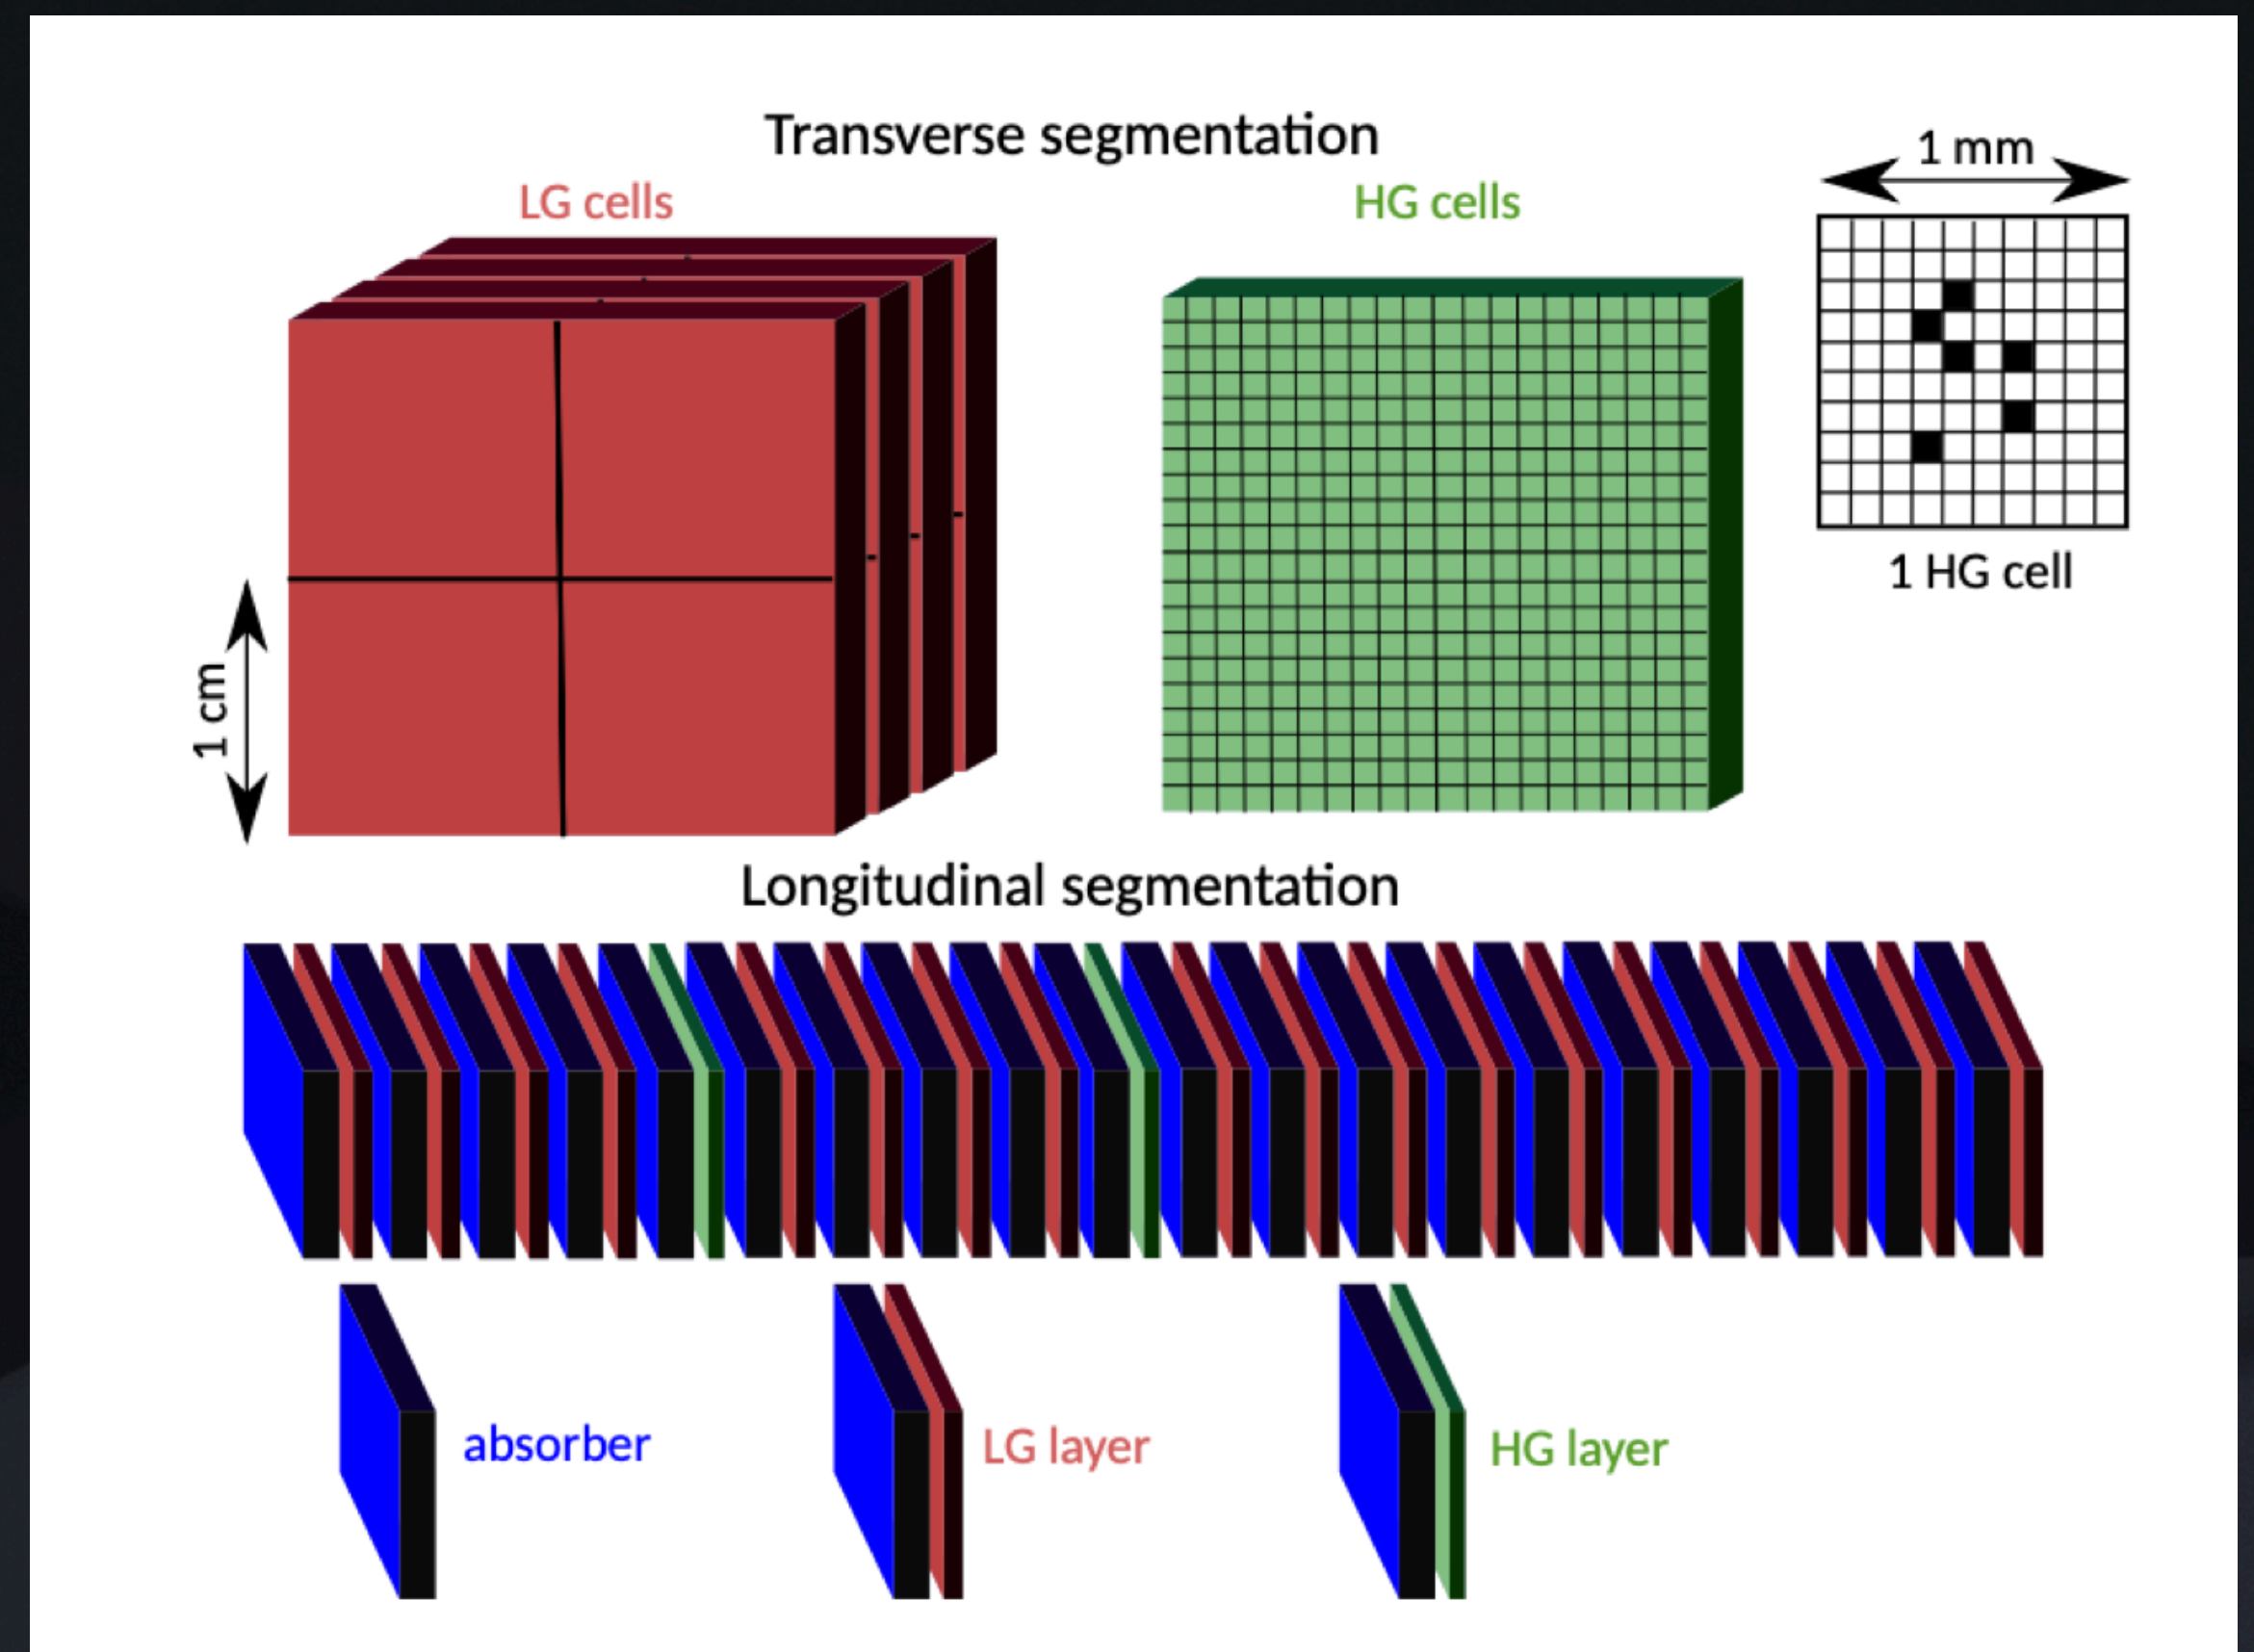 Transverse segmentation
LG cells
HG cells
1 mm
1 HG cell
1 cm
Longitudinal segmentation
absorber
LG layer
HG layer